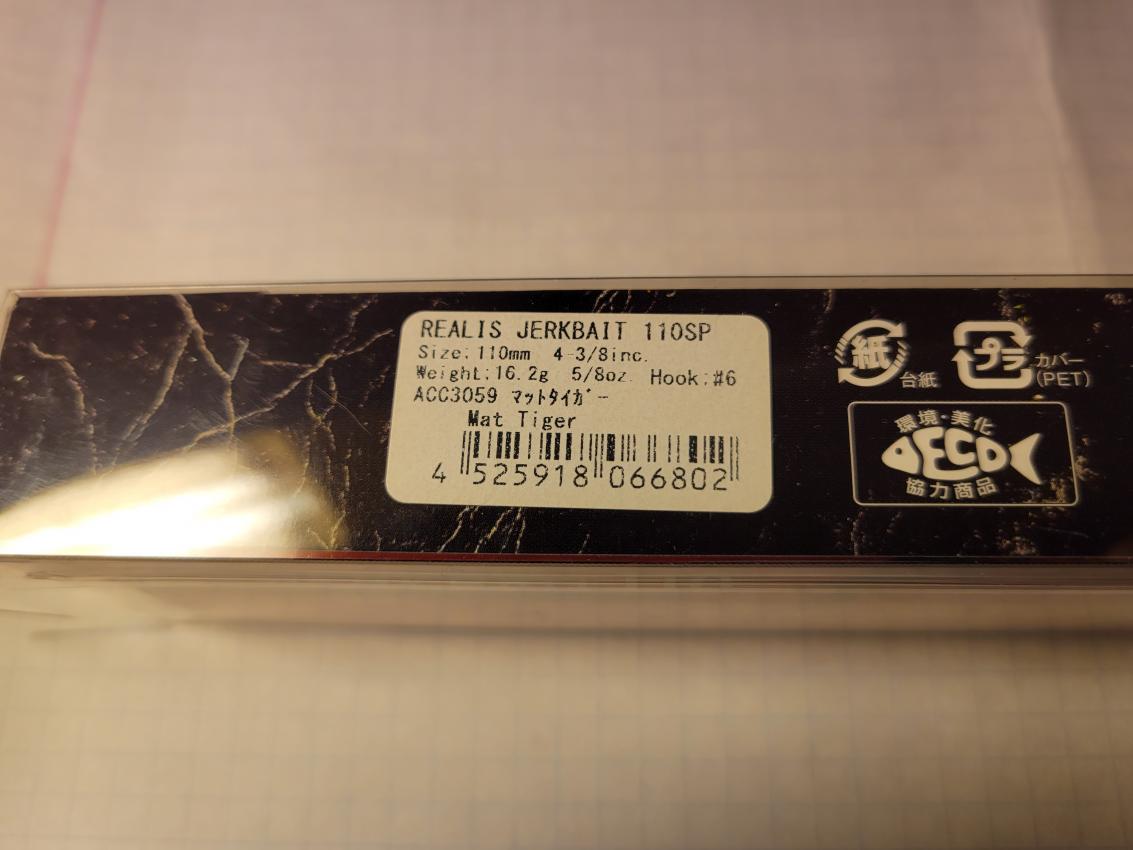 REALIS JERKBAIT 110SP
Size:110mm 4-3/8inc.
Weight:16.2g 5/8oz. Hook:#6
ACC3059 ﾏｯﾄﾀｲｶﾞｰ
Mat Tiger
4 525918 066802
紙
台紙
プラ
カバー
(PET)
環境・美化
ECO
協力商品